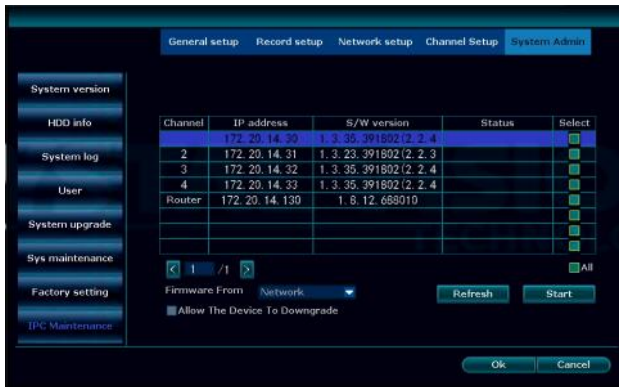 General setup Record setup Network setup Channel Setup System Admin
System version
HDD info
System log
User
System upgrade
Sys maintenance
Factory setting
IPC Maintenance
Channel IP address S/W version Status Select
172. 20. 14. 30 1. 3. 35. 391802(2. 2. 4
2 172. 20. 14. 31 1. 3. 23. 391802(2. 2. 3
3 172. 20. 14. 32 1. 3. 35. 391802(2. 2. 4
4 172. 20. 14. 33 1. 3. 35. 391802(2. 2. 4
Router 172. 20. 14. 130 1. 8. 12. 688010
< 1 /1 > All
Firmware From Network Refresh Start
Allow The Device To Downgrade
Ok Cancel